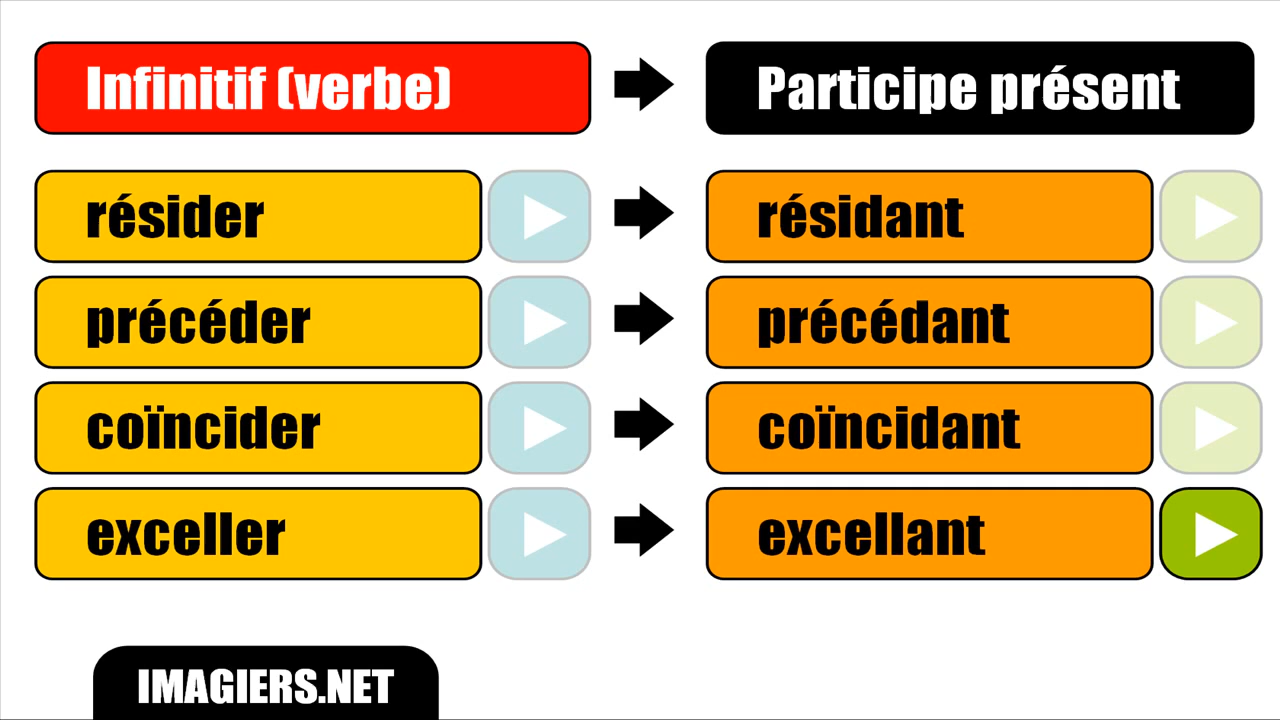 Infinitif (verbe) Participe présent
résider résidant
précéder précédant
coïncider coïncidant
exceller excellant
IMAGIERS.NET